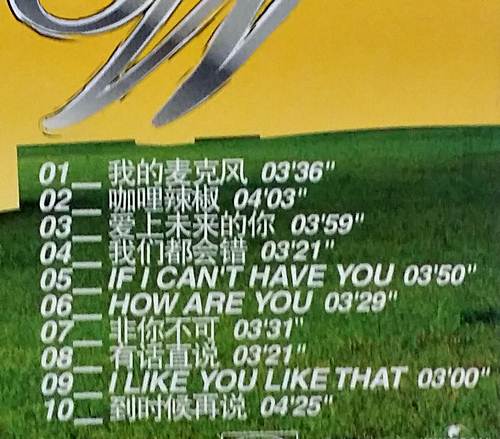 01_ 我的麦克风 03'36"
02_ 咖哩辣椒 04'03"
03_ 爱上未来的你 03'59"
04_ 我们都会错 03'21"
05_ IF I CAN'T HAVE YOU 03'50"
06_ HOW ARE YOU 03'29"
07_ 非你不可 03'31"
08_ 有话直说 03'21"
09_ I LIKE YOU LIKE THAT 03'00"
10_ 到时候再说 04'25"